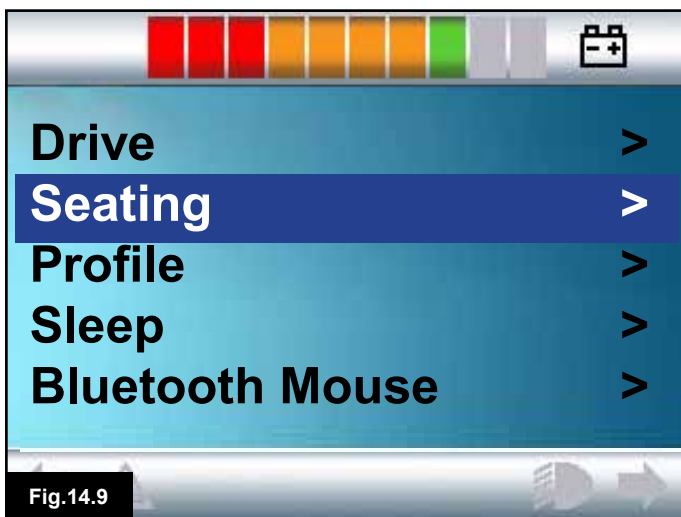 Drive >
Seating >
Profile >
Sleep >
Bluetooth Mouse >
Fig.14.9